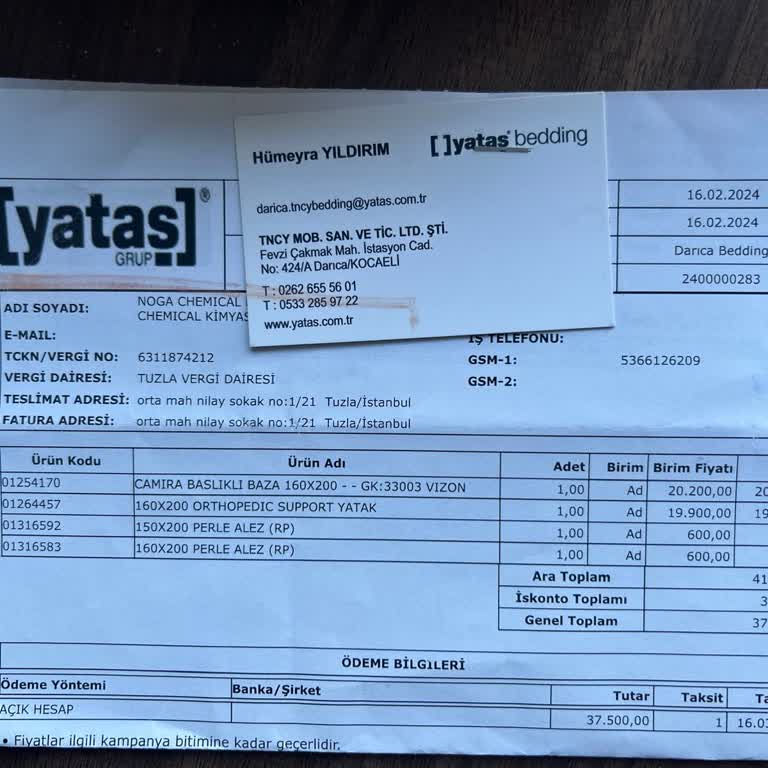 Hümeyra YILDIRIM
[ ]yataş bedding
darica.tncybedding@yatas.com.tr
TNCY MOB. SAN. VE TİC. LTD. ŞTİ.
Fevzi Çakmak Mah. İstasyon Cad.
No: 424/A Darıca/KOCAELİ
T : 0262 655 56 01
T : 0533 285 97 22
www.yatas.com.tr
[yataş]®
GRUP
16.02.2024
16.02.2024
Darıca Bedding
2400000283
ADI SOYADI: NOGA CHEMICAL
CHEMICAL KİMYAS
E-MAIL: İŞ TELEFONU:
TCKN/VERGİ NO: 6311874212 GSM-1: 5366126209
VERGİ DAİRESİ: TUZLA VERGİ DAİRESİ GSM-2:
TESLİMAT ADRESİ: orta mah nilay sokak no:1/21 Tuzla/İstanbul
FATURA ADRESİ: orta mah nilay sokak no:1/21 Tuzla/İstanbul
Ürün Kodu Ürün Adı Adet Birim Birim Fiyatı
01254170 CAMIRA BASLIKLI BAZA 160X200 - - GK:33003 VIZON 1,00 Ad 20.200,00 20
01264457 160X200 ORTHOPEDIC SUPPORT YATAK 1,00 Ad 19.900,00 19
01316592 150X200 PERLE ALEZ (RP) 1,00 Ad 600,00
01316583 160X200 PERLE ALEZ (RP) 1,00 Ad 600,00
Ara Toplam 41
İskonto Toplamı 3
Genel Toplam 37
ÖDEME BİLGİLERİ
Ödeme Yöntemi Banka/Şirket Tutar Taksit Ta
AÇIK HESAP 37.500,00 1 16.03
• Fiyatlar ilgili kampanya bitimine kadar geçerlidir.